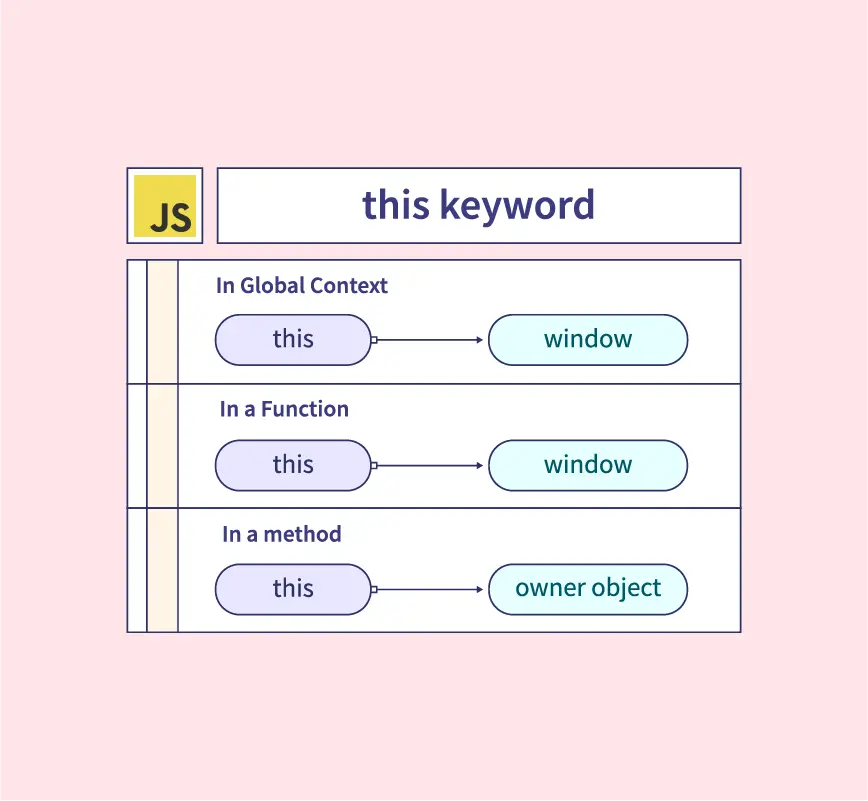 JS
this keyword
In Global Context
this
window
In a Function
this
window
In a method
this
owner object